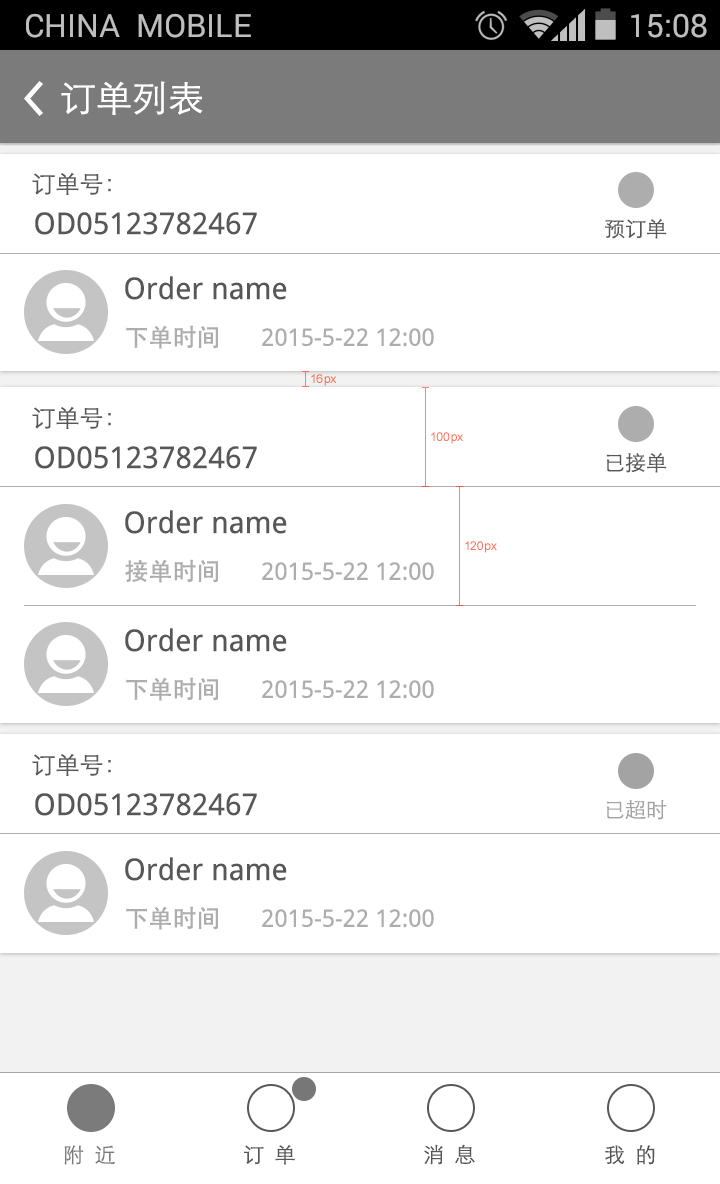 CHINA MOBILE 15:08
订单列表
订单号:
OD05123782467
预订单
Order name
下单时间 2015-5-22 12:00
16px
订单号:
OD05123782467
100px
已接单
Order name
接单时间 2015-5-22 12:00
120px
Order name
下单时间 2015-5-22 12:00
订单号:
OD05123782467
已超时
Order name
下单时间 2015-5-22 12:00
附 近 订 单 消 息 我 的